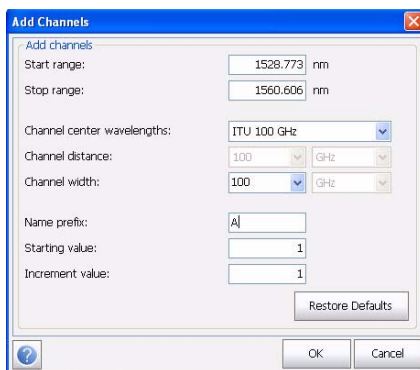 Add Channels
Add channels
Start range: 1528.773 nm
Stop range: 1560.606 nm
Channel center wavelengths: ITU 100 GHz
Channel distance: 100 GHz
Channel width: 100 GHz
Name prefix: A
Starting value: 1
Increment value: 1
Restore Defaults
? OK Cancel